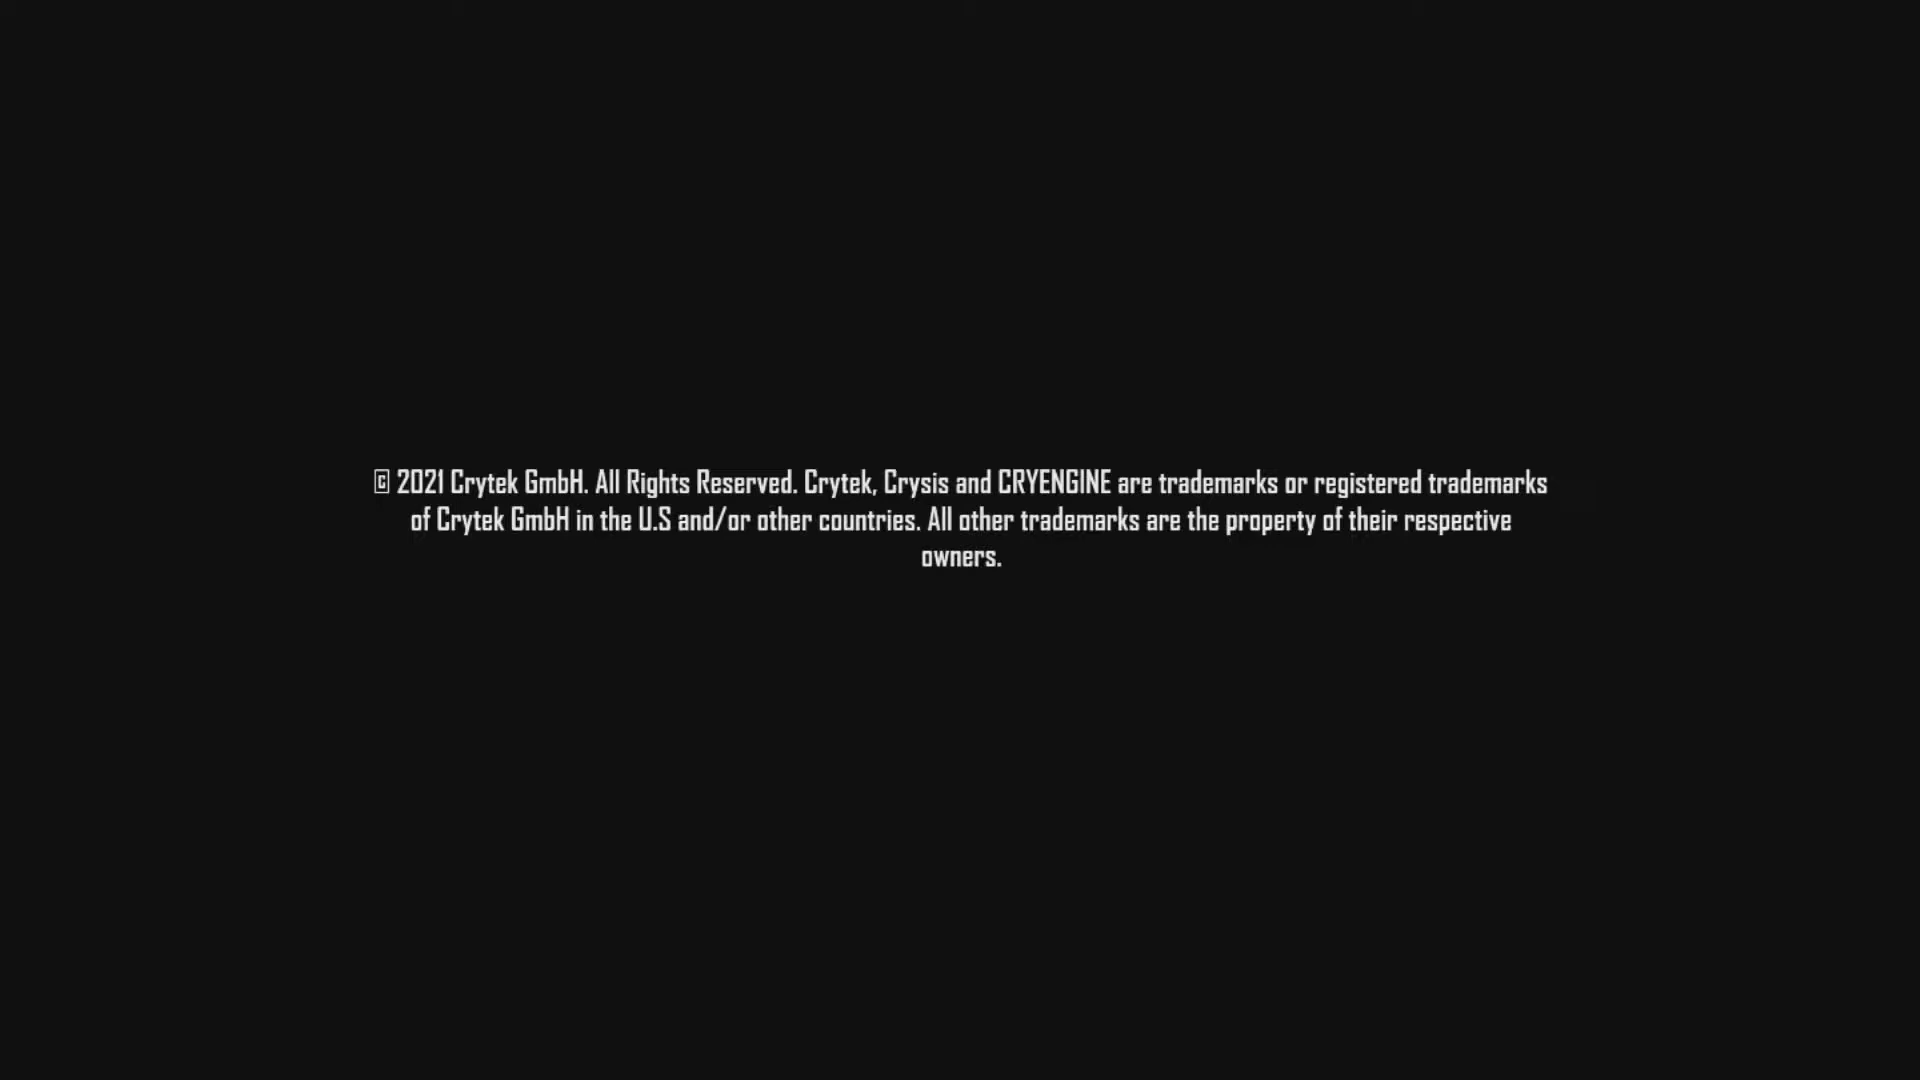 © 2021 Crytek GmbH. All Rights Reserved. Crytek, Crysis and CRYENGINE are trademarks or registered trademarks
of Crytek GmbH in the U.S and/or other countries. All other trademarks are the property of their respective
owners.